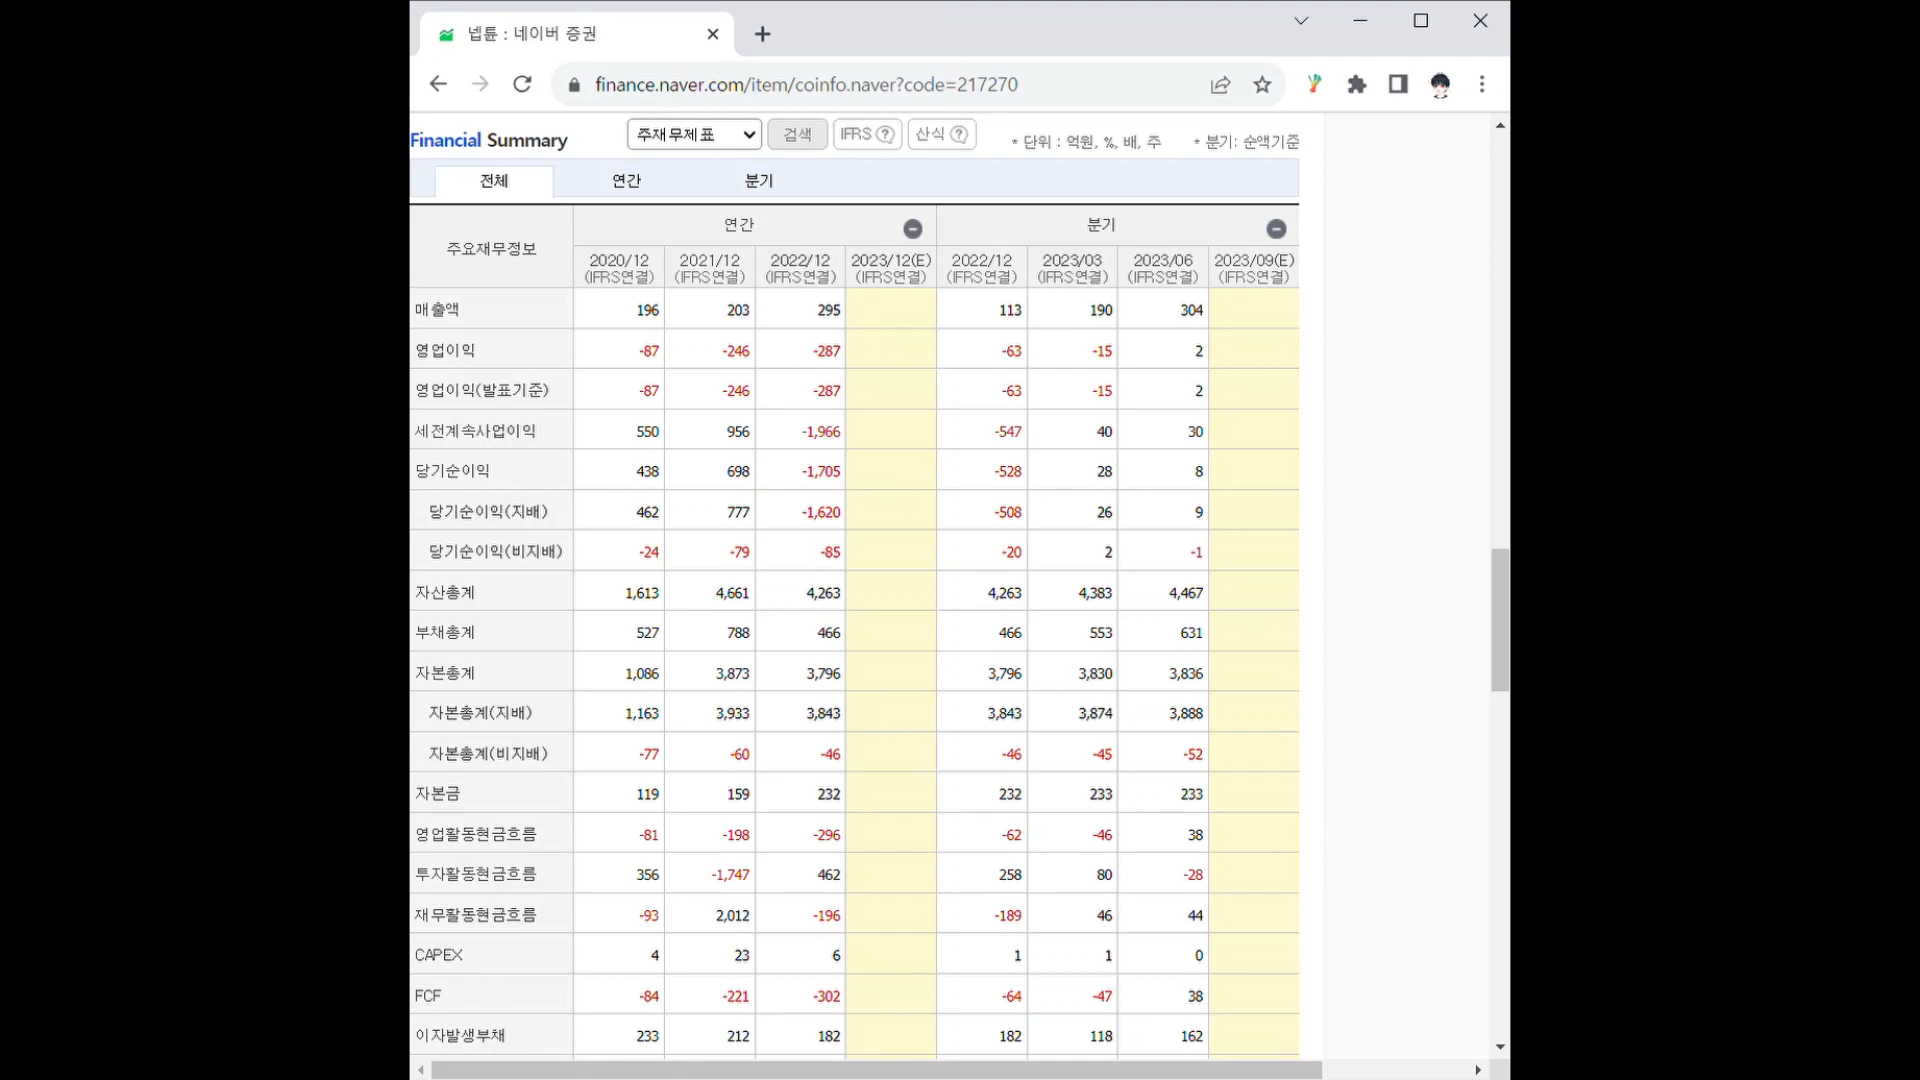 넵튠 : 네이버 증권
finance.naver.com/item/coinfo.naver?code=217270
Financial Summary 주재무제표 검색 IFRS ? 산식 ? * 단위 : 억원, %, 배, 주 * 분기: 순액기준
전체 연간 분기
주요재무정보 연간 분기
2020/12 2021/12 2022/12 2023/12(E) 2022/12 2023/03 2023/06 2023/09(E)
(IFRS연결) (IFRS연결) (IFRS연결) (IFRS연결) (IFRS연결) (IFRS연결) (IFRS연결) (IFRS연결)
매출액 196 203 295 113 190 304
영업이익 -87 -246 -287 -63 -15 2
영업이익(발표기준) -87 -246 -287 -63 -15 2
세전계속사업이익 550 956 -1,966 -547 40 30
당기순이익 438 698 -1,705 -528 28 8
당기순이익(지배) 462 777 -1,620 -508 26 9
당기순이익(비지배) -24 -79 -85 -20 2 -1
자산총계 1,613 4,661 4,263 4,263 4,383 4,467
부채총계 527 788 466 466 553 631
자본총계 1,086 3,873 3,796 3,796 3,830 3,836
자본총계(지배) 1,163 3,933 3,843 3,843 3,874 3,888
자본총계(비지배) -77 -60 -46 -46 -45 -52
자본금 119 159 232 232 233 233
영업활동현금흐름 -81 -198 -296 -62 -46 38
투자활동현금흐름 356 -1,747 462 258 80 -28
재무활동현금흐름 -93 2,012 -196 -189 46 44
CAPEX 4 23 6 1 1 0
FCF -84 -221 -302 -64 -47 38
이자발생부채 233 212 182 182 118 162